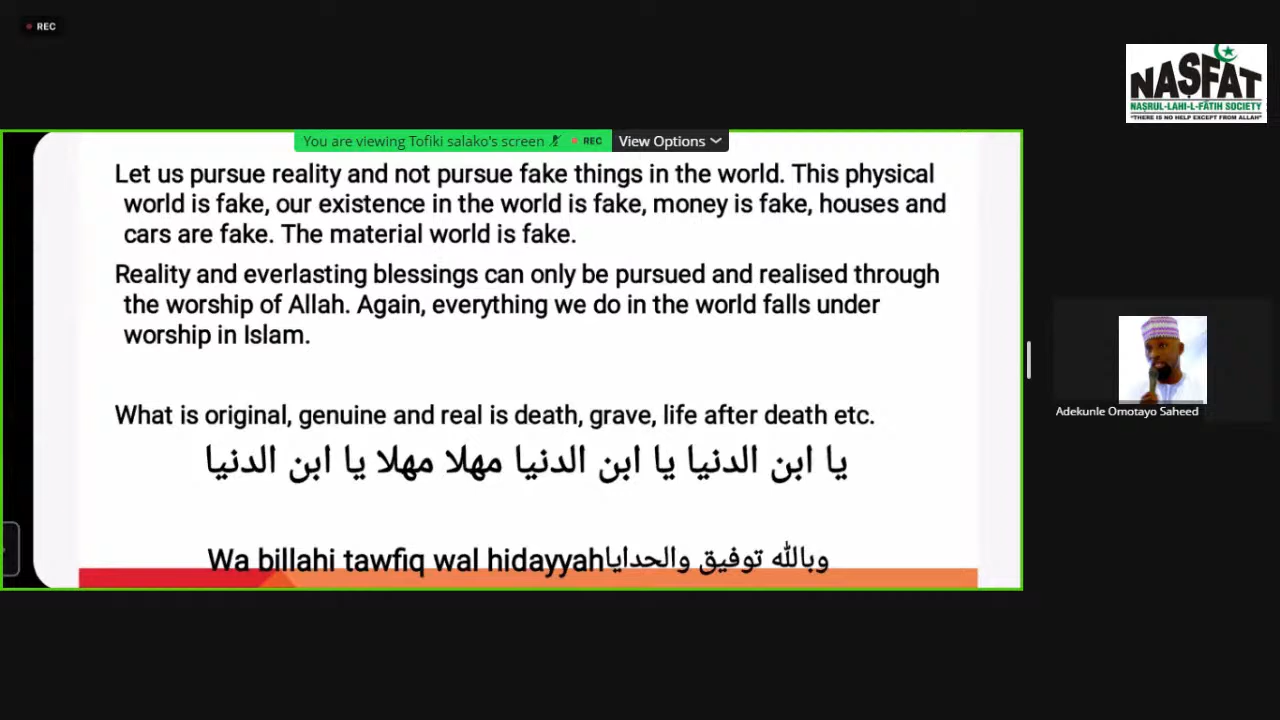 REC
NAṢFAT
NAṢRUL-LAHI-L-FĀTIH SOCIETY
"THERE IS NO HELP EXCEPT FROM ALLAH"
You are viewing Tofiki salako's screen REC View Options
Let us pursue reality and not pursue fake things in the world. This physical
world is fake, our existence in the world is fake, money is fake, houses and
cars are fake. The material world is fake.
Reality and everlasting blessings can only be pursued and realised through
the worship of Allah. Again, everything we do in the world falls under
worship in Islam.
What is original, genuine and real is death, grave, life after death etc.
يا ابن الدنيا يا ابن الدنيا مهلا مهلا يا ابن الدنيا
Wa billahi tawfiq wal hidayyahوبالله توفيق والحدايا
Adekunle Omotayo Saheed